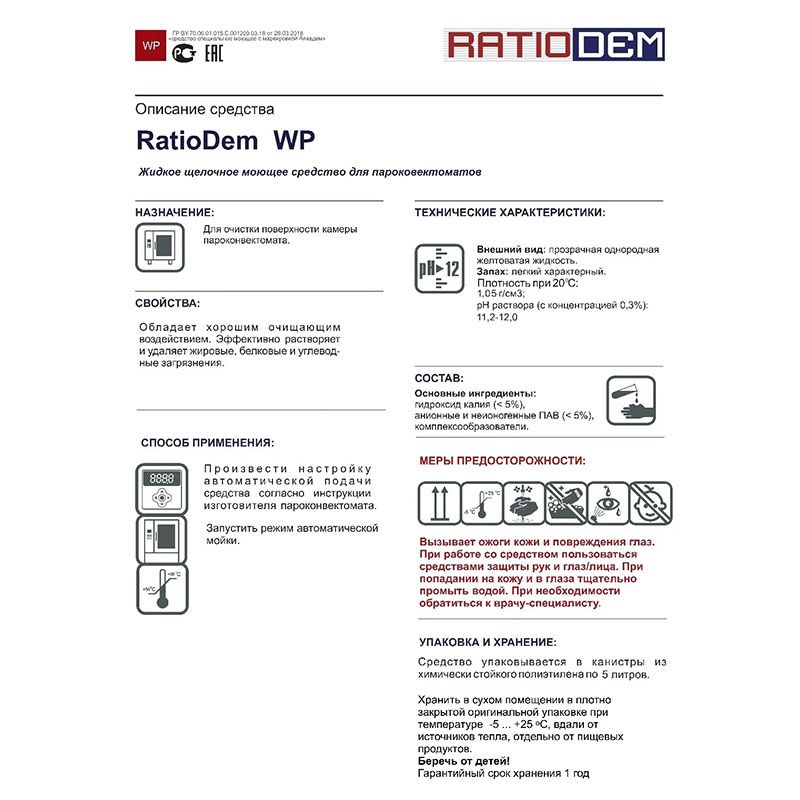 WP
ГР BY.70.06.01.015.Е.001209.03.18 от 28.03.2018
«средство специальное моющее с маркировкой Алкадем»
РСТ ЕАС
RATIODEM
Описание средства
RatioDem WP
Жидкое щелочное моющее средство для пароковектоматов
НАЗНАЧЕНИЕ:
Для очистки поверхности камеры
пароконвектомата.
СВОЙСТВА:
Обладает хорошим очищающим
воздействием. Эффективно растворяет
и удаляет жировые, белковые и углевод-
ные загрязнения.
СПОСОБ ПРИМЕНЕНИЯ:
8888
Произвести настройку
автоматической подачи
средства согласно инструкции
изготовителя пароконвектомата.
Запустить режим автоматической
мойки.
ТЕХНИЧЕСКИЕ ХАРАКТЕРИСТИКИ:
pH 12
Внешний вид: прозрачная однородная
желтоватая жидкость.
Запах: легкий характерный.
Плотность при 20°С:
1,05 г/см3;
pH раствора (с концентрацией 0,3%):
11,2-12,0
СОСТАВ:
Основные ингредиенты:
гидроксид калия (< 5%),
анионные и неионогенные ПАВ (< 5%),
комплексообразователи.
МЕРЫ ПРЕДОСТОРОЖНОСТИ:
+25 °C
-5 °C
Вызывает ожоги кожи и повреждения глаз.
При работе со средством пользоваться
средствами защиты рук и глаз/лица. При
попадании на кожу и в глаза тщательно
промыть водой. При необходимости
обратиться к врачу-специалисту.
УПАКОВКА И ХРАНЕНИЕ:
Средство упаковывается в канистры из
химически стойкого полиэтилена по 5 литров.
Хранить в сухом помещении в плотно
закрытой оригинальной упаковке при
температуре -5 ... +25 ºС, вдали от
источников тепла, отдельно от пищевых
продуктов.
Беречь от детей!
Гарантийный срок хранения 1 год